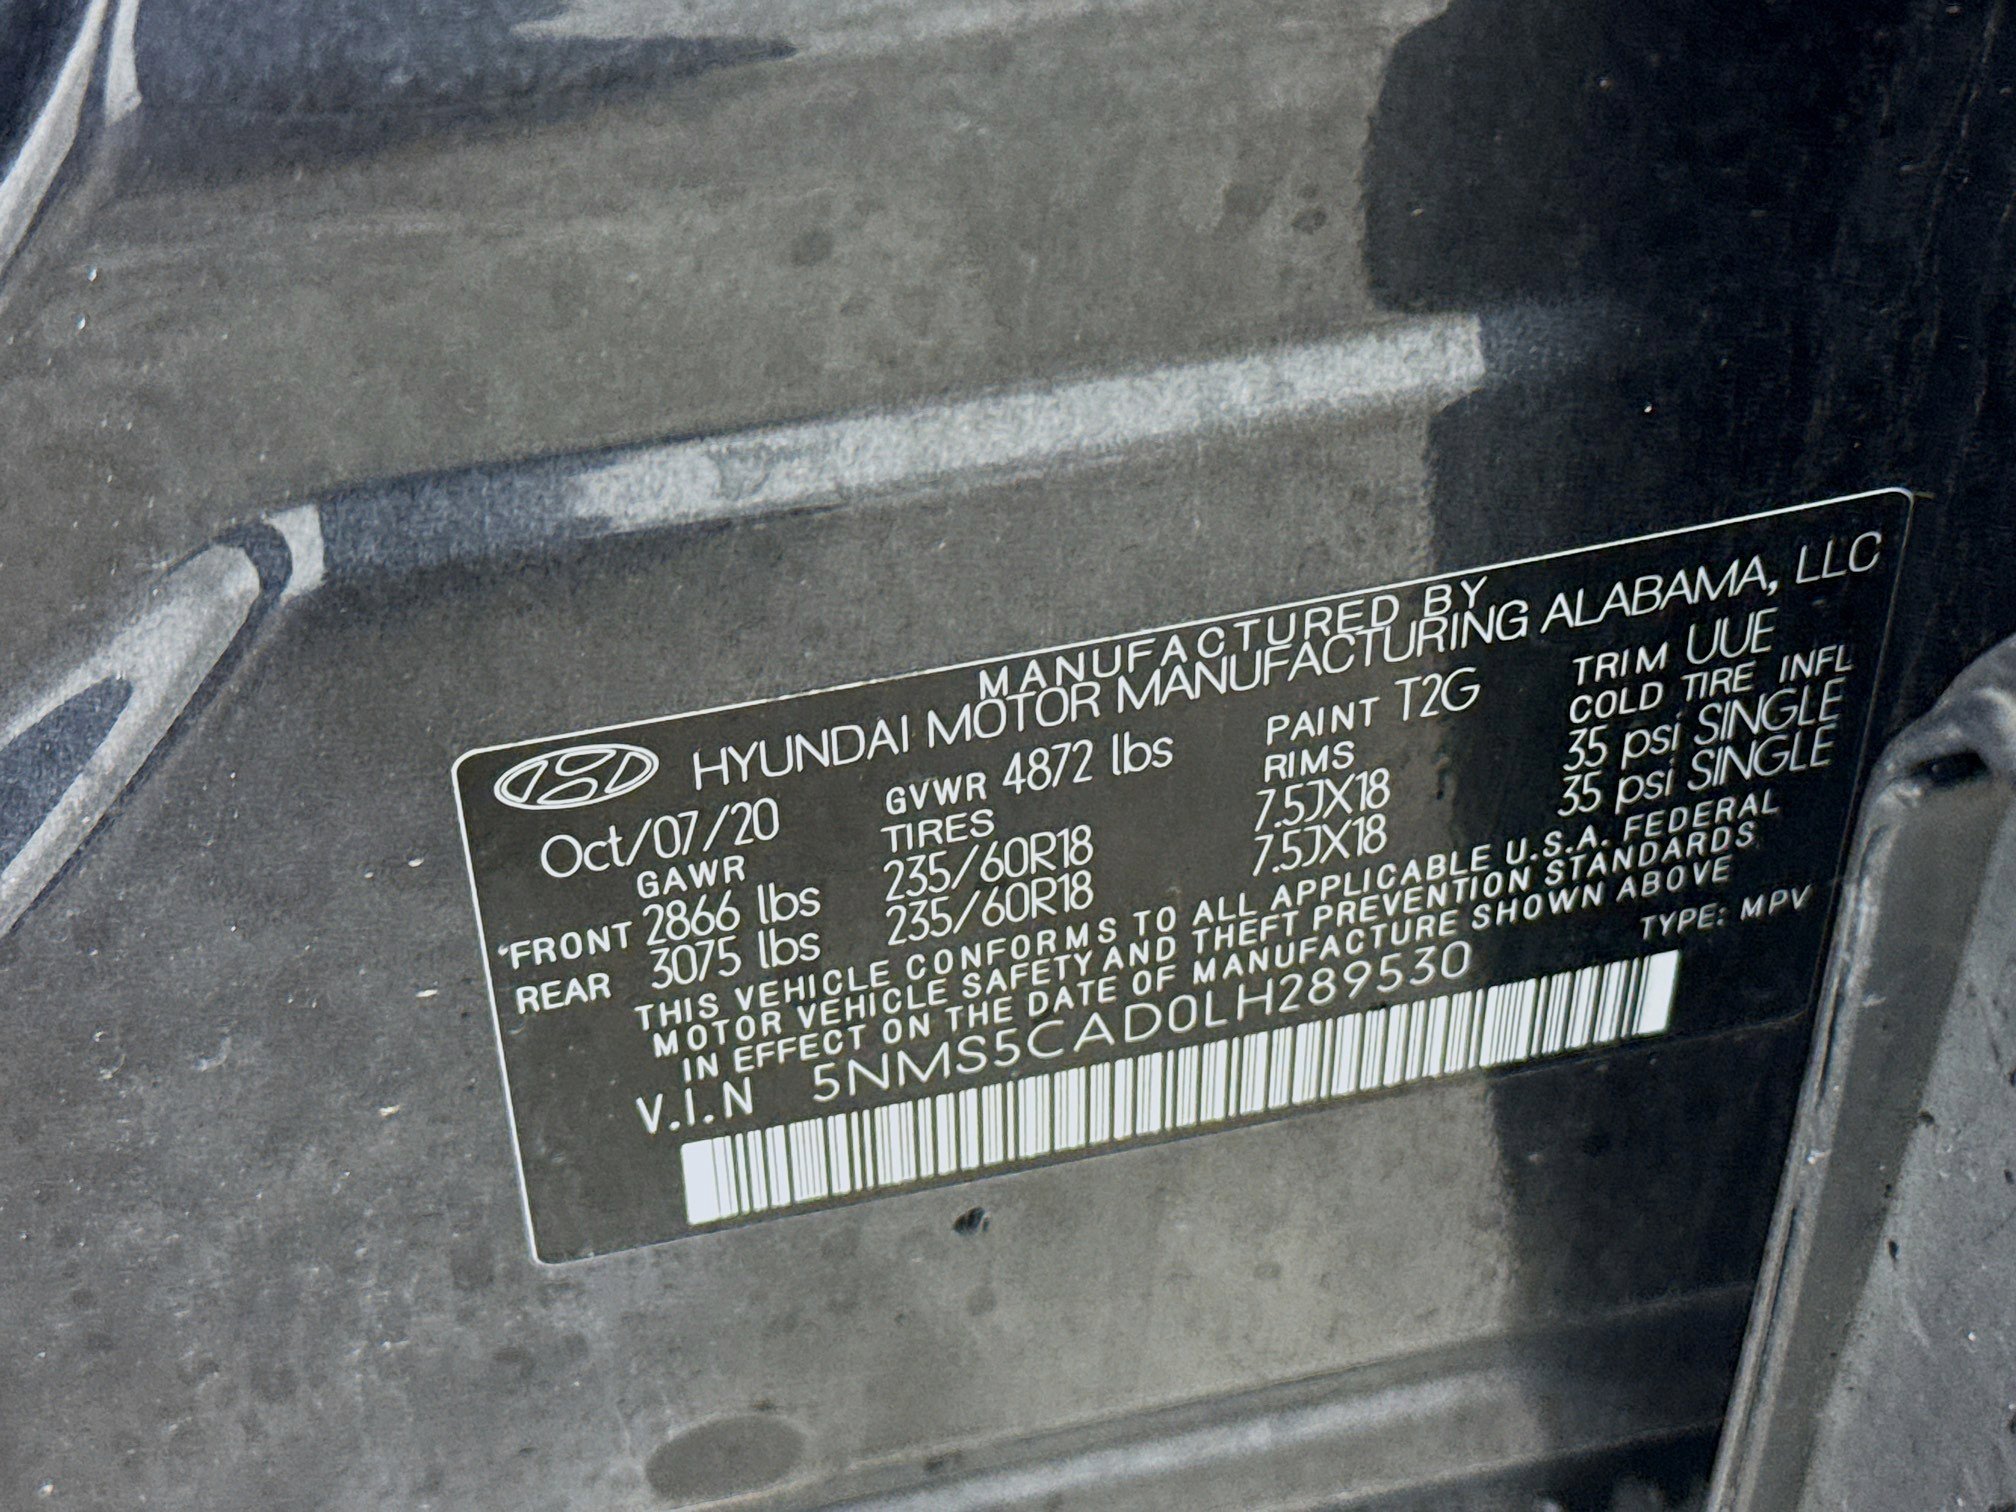 MANUFACTURED BY
HYUNDAI MOTOR MANUFACTURING ALABAMA, LLC
Oct/07/20 GVWR 4872 lbs PAINT T2G TRIM UUE
GAWR TIRES RIMS COLD TIRE INFL
FRONT 2866 lbs 235/60R18 7.5JX18 35 psi SINGLE
REAR 3075 lbs 235/60R18 7.5JX18 35 psi SINGLE
THIS VEHICLE CONFORMS TO ALL APPLICABLE U.S.A. FEDERAL
MOTOR VEHICLE SAFETY AND THEFT PREVENTION STANDARDS
IN EFFECT ON THE DATE OF MANUFACTURE SHOWN ABOVE
V.I.N 5NMS5CAD0LH289530 TYPE: MPV